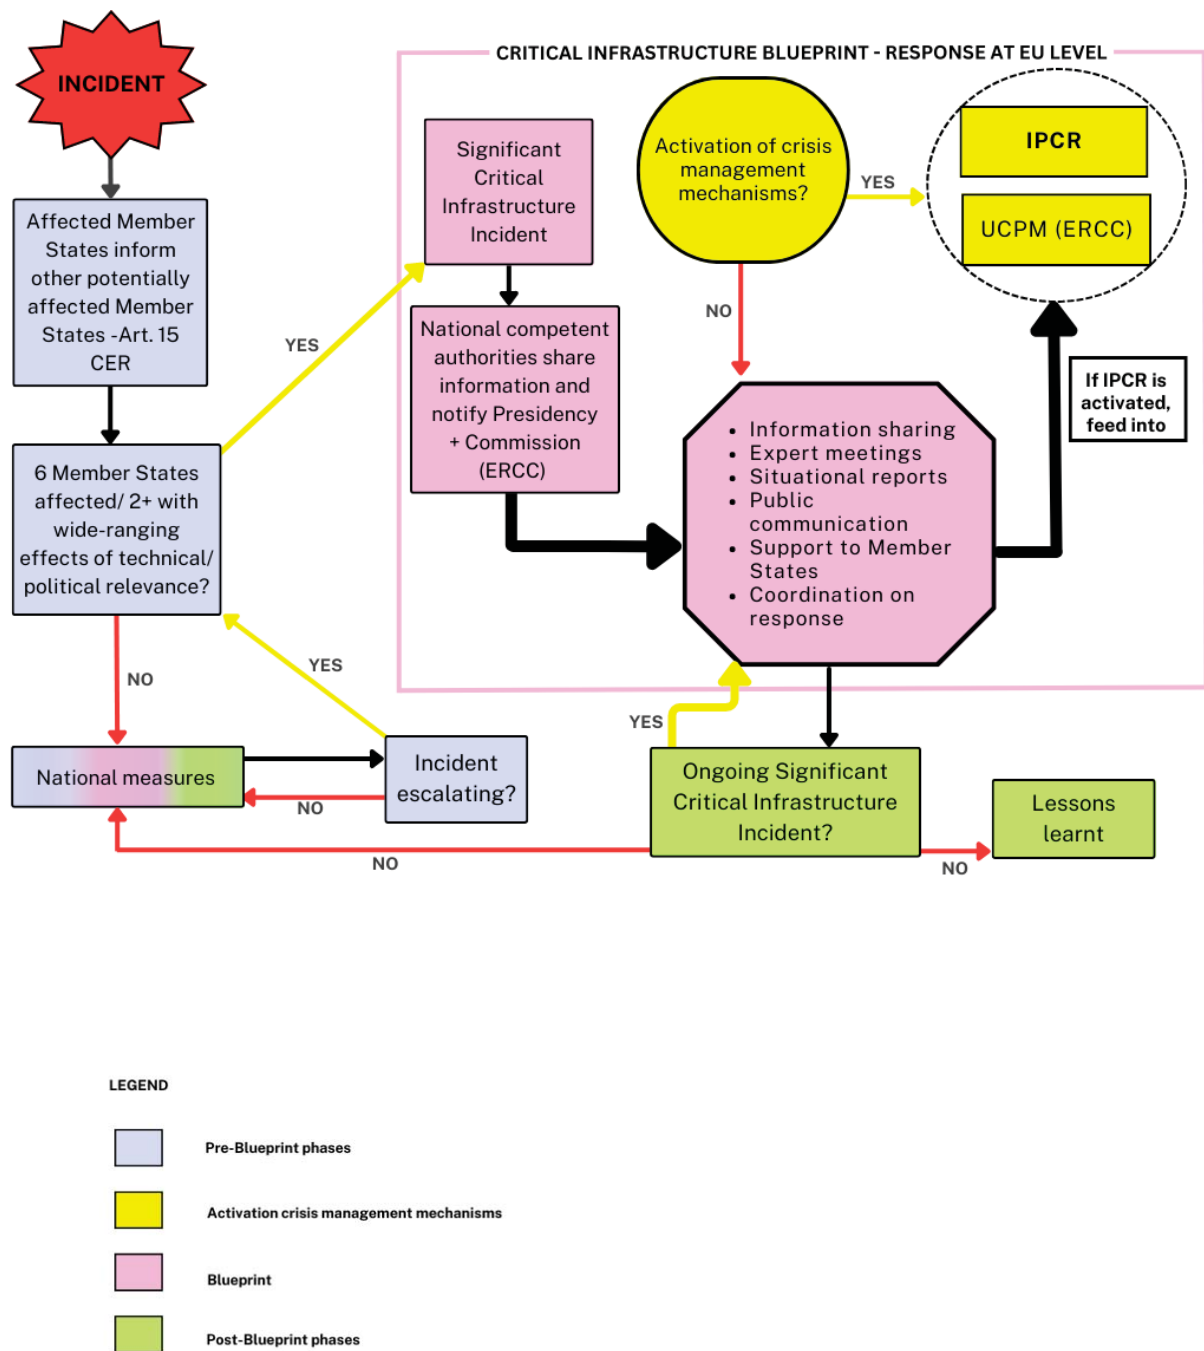 INCIDENT
CRITICAL INFRASTRUCTURE BLUEPRINT - RESPONSE AT EU LEVEL
Affected Member
States inform
other potentially
affected Member
States -Art. 15
CER
6 Member States
affected/ 2+ with
wide-ranging
effects of technical/
political relevance?
YES
NO
National measures
Incident
escalating?
YES
NO
Significant
Critical
Infrastructure
Incident
National competent
authorities share
information and
notify Presidency
+ Commission
(ERCC)
Activation of crisis
management
mechanisms?
YES
NO
IPCR
UCPM (ERCC)
If IPCR is
activated,
feed into
• Information sharing
• Expert meetings
• Situational reports
• Public
communication
• Support to Member
States
• Coordination on
response
YES
Ongoing Significant
Critical Infrastructure
Incident?
NO
NO
Lessons
learnt
LEGEND
Pre-Blueprint phases
Activation crisis management mechanisms
Blueprint
Post-Blueprint phases